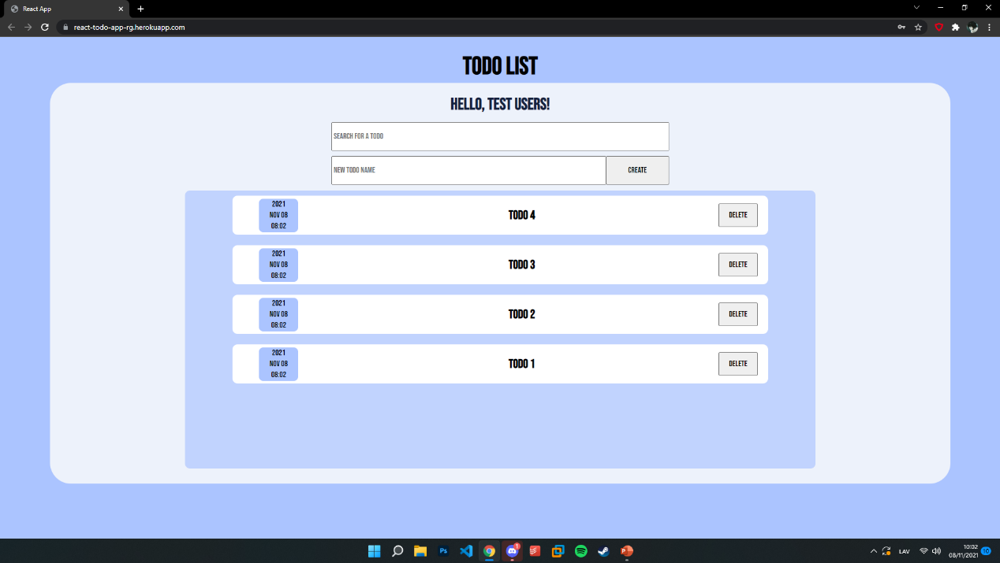 React App
react-todo-app-rg.herokuapp.com
TODO LIST
HELLO, TEST USERS!
SEARCH FOR A TODO
NEW TODO NAME
CREATE
2021
NOV 08
08:02
TODO 4
DELETE
2021
NOV 08
08:02
TODO 3
DELETE
2021
NOV 08
08:02
TODO 2
DELETE
2021
NOV 08
08:02
TODO 1
DELETE
Ps
1
LAV
10:02
08/11/2021
10